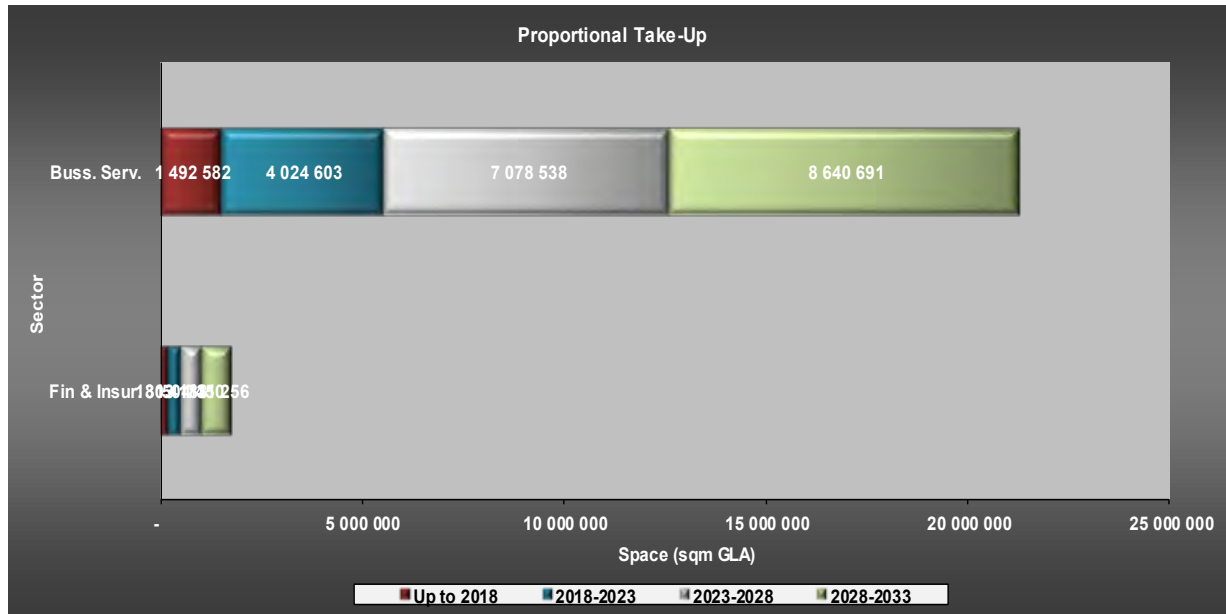 Proportional Take-Up
Buss. Serv.
1 492 582
4 024 603
7 078 538
8 640 691
Sector
Fin & Insur
256
-
5 000 000
10 000 000
15 000 000
20 000 000
25 000 000
Space (sqm GLA)
Up to 2018
2018-2023
2023-2028
2028-2033